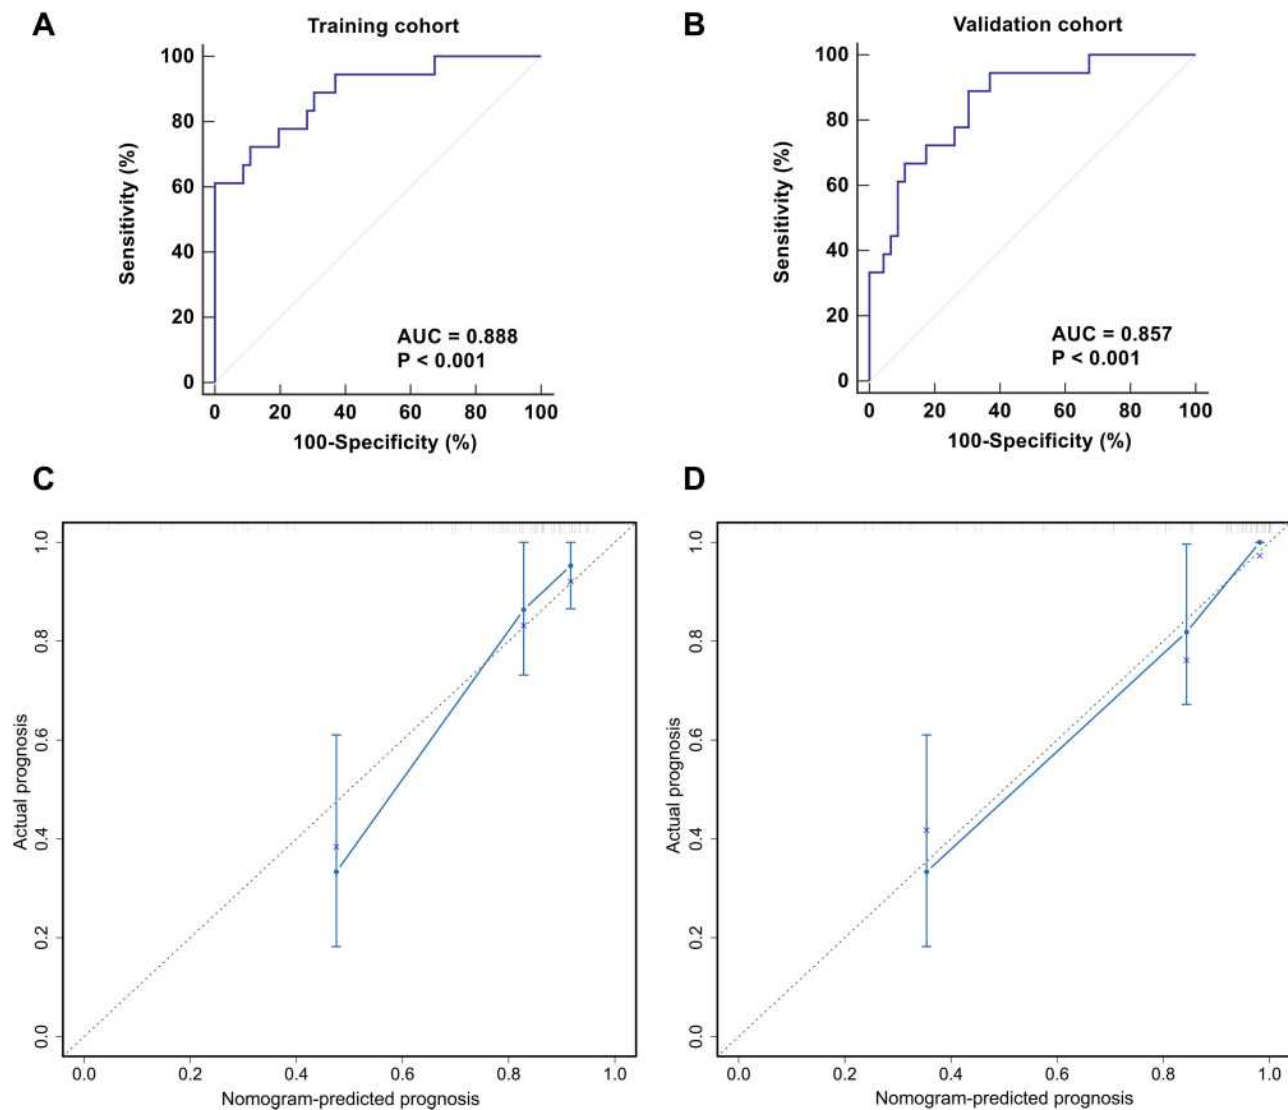 A
Training cohort
100
80
60
40
20
0
Sensitivity (%)
AUC = 0.888
P < 0.001
0 20 40 60 80 100
100-Specificity (%)
B
Validation cohort
100
80
60
40
20
0
Sensitivity (%)
AUC = 0.857
P < 0.001
0 20 40 60 80 100
100-Specificity (%)
C
1.0
0.8
0.6
0.4
0.2
0.0
Actual prognosis
0.0 0.2 0.4 0.6 0.8 1.0
Nomogram-predicted prognosis
D
1.0
0.8
0.6
0.4
0.2
0.0
Actual prognosis
0.0 0.2 0.4 0.6 0.8 1.0
Nomogram-predicted prognosis